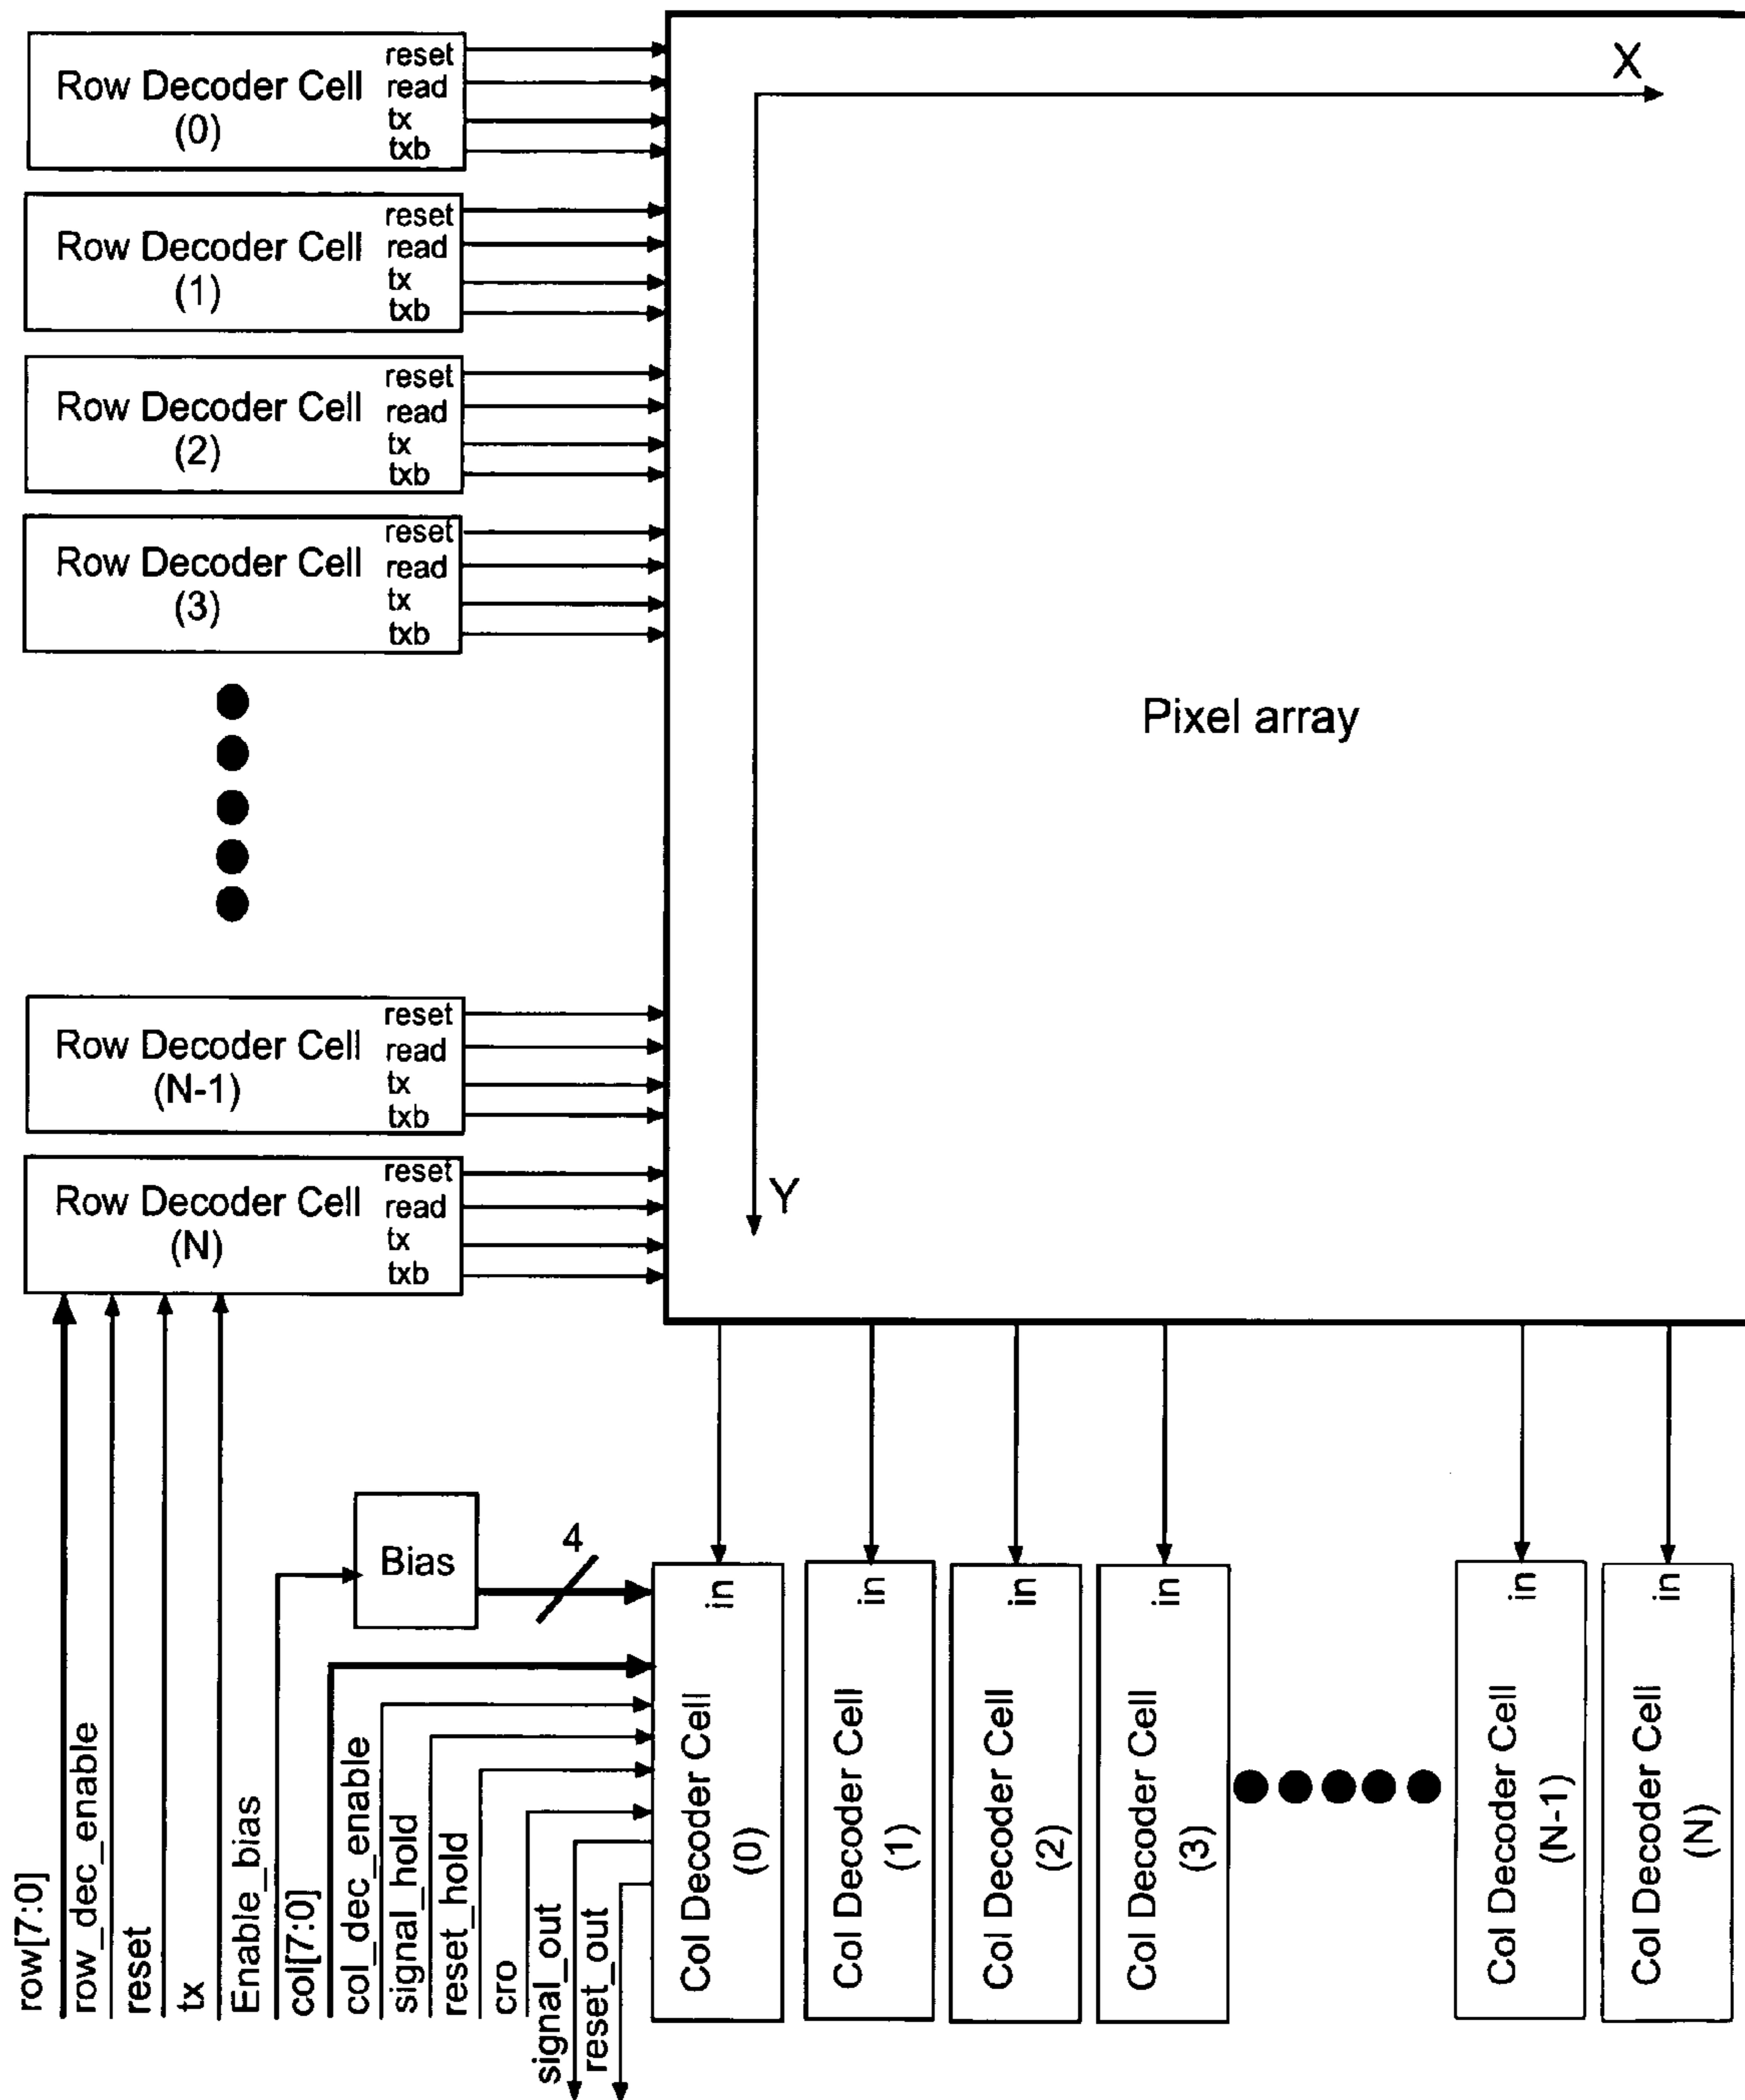 Row Decoder Cell
(0)
reset
read
tx
txb
Row Decoder Cell
(1)
reset
read
tx
txb
Row Decoder Cell
(2)
reset
read
tx
txb
Row Decoder Cell
(3)
reset
read
tx
txb
Row Decoder Cell
(N-1)
reset
read
tx
txb
Row Decoder Cell
(N)
reset
read
tx
txb
X
Y
Pixel array
Bias
4
row[7:0]
row_dec_enable
reset
tx
Enable_bias
col[7:0]
col_dec_enable
signal_hold
reset_hold
cro
signal_out
reset_out
in
Col Decoder Cell
(0)
in
Col Decoder Cell
(1)
in
Col Decoder Cell
(2)
in
Col Decoder Cell
(3)
in
Col Decoder Cell
(N-1)
in
Col Decoder Cell
(N)